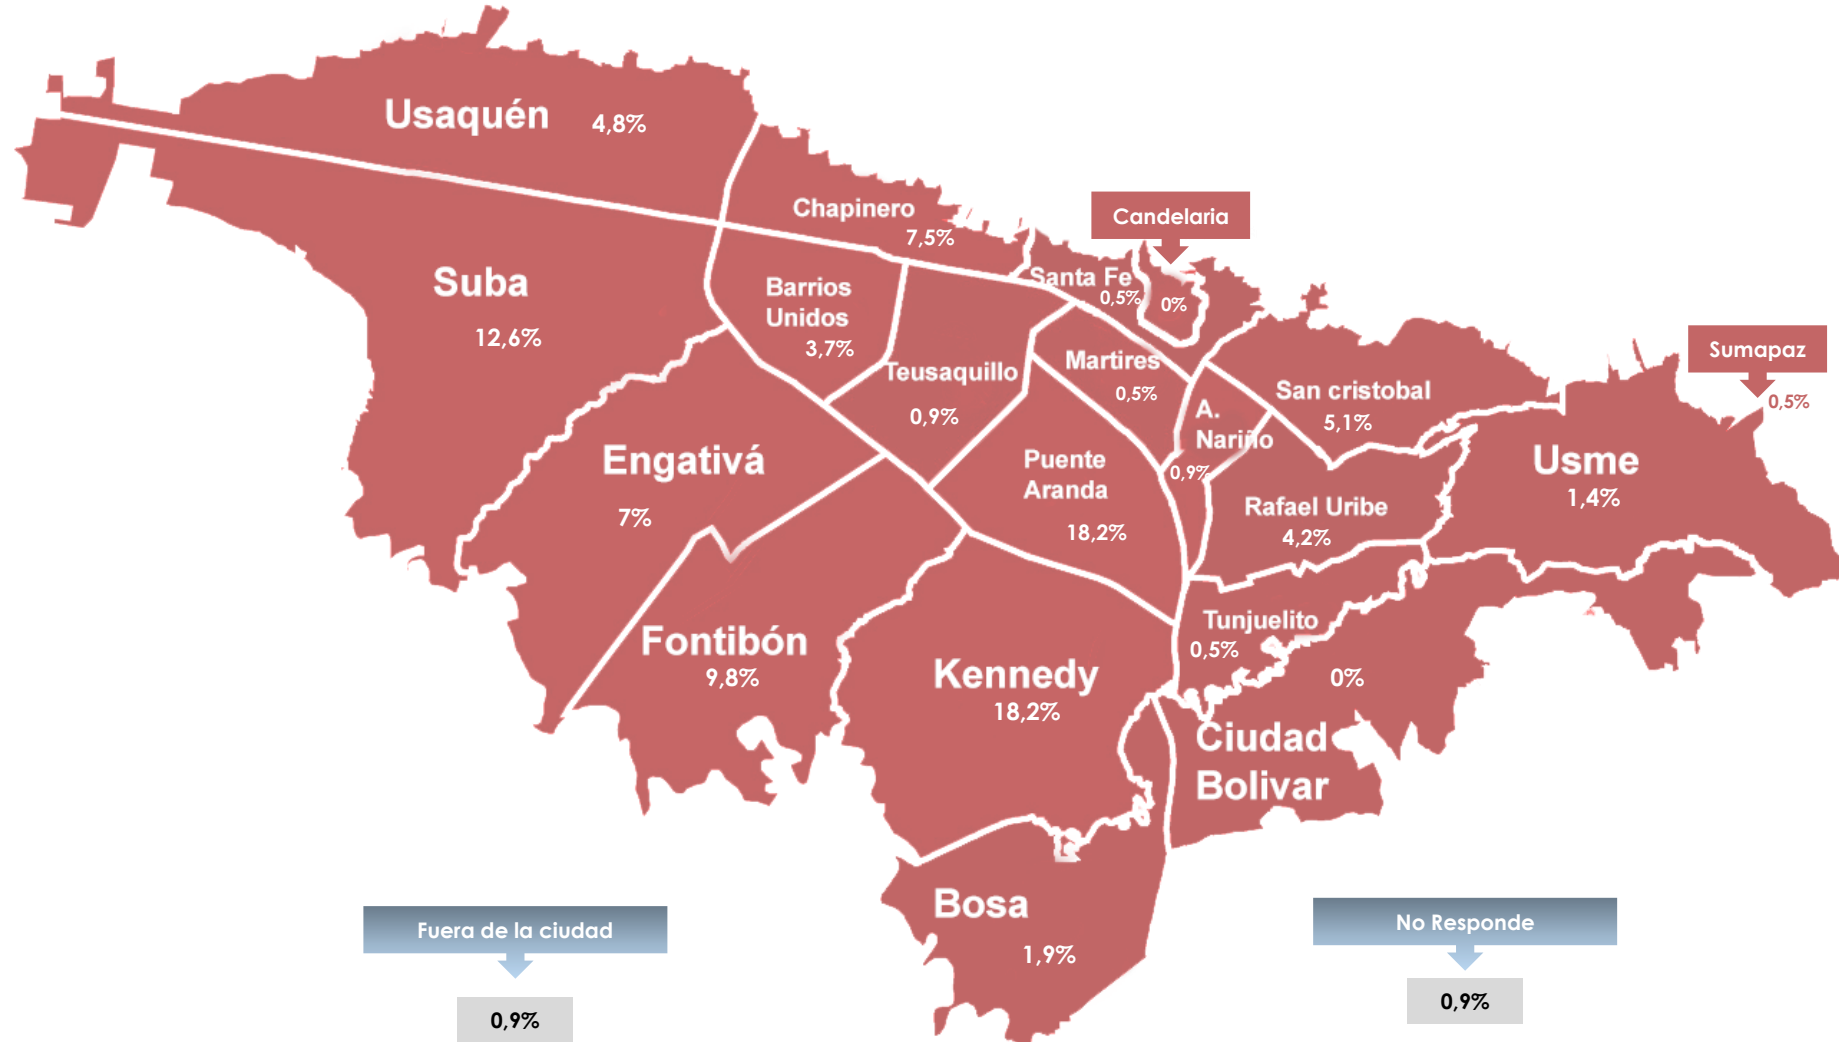 Usaquén
4,8%
Chapinero
7,5%
Candelaria
Santa Fe
0,5%
0%
Suba
12,6%
Barrios
Unidos
3,7%
Teusaquillo
0,9%
Martires
0,5%
A.
Nariño
0,9%
San cristobal
5,1%
Sumapaz
0,5%
Usme
1,4%
Engativá
7%
Puente
Aranda
18,2%
Rafael Uribe
4,2%
Fontibón
9,8%
Kennedy
18,2%
Tunjuelito
0,5%
0%
Ciudad
Bolivar
Bosa
1,9%
Fuera de la ciudad
0,9%
No Responde
0,9%